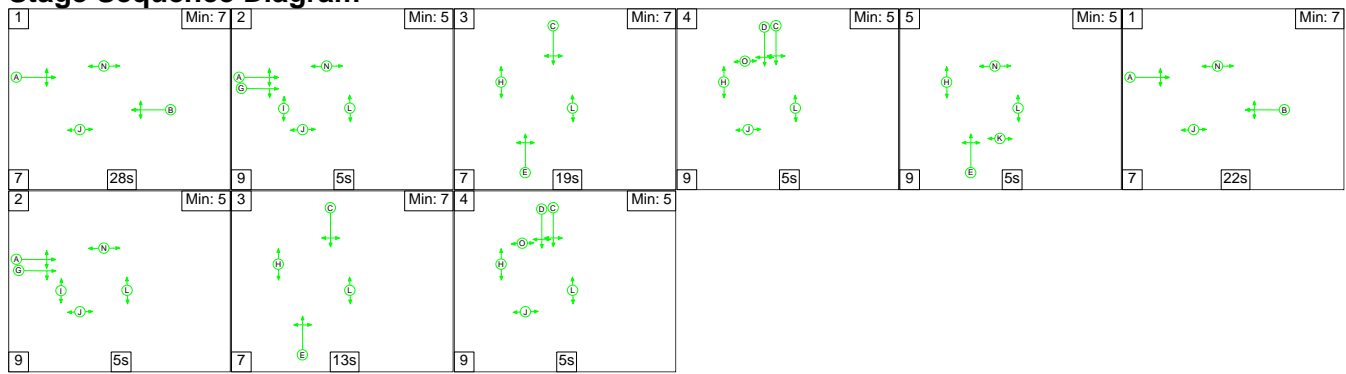 Stage Sequence Diagram
1 Min: 7
N
A
B
J
7 28s
2 Min: 5
N
A
G
I L
J
9 5s
3 Min: 7
C
H
L
E
7 19s
4 Min: 5
D C
O
H
L
J
9 5s
5 Min: 5
N
H
L
K
E
9 5s
1 Min: 7
N
A
B
J
7 22s
2 Min: 5
N
A
G
I L
J
9 5s
3 Min: 7
C
H
L
E
7 13s
4 Min: 5
D C
O
H
L
J
9 5s